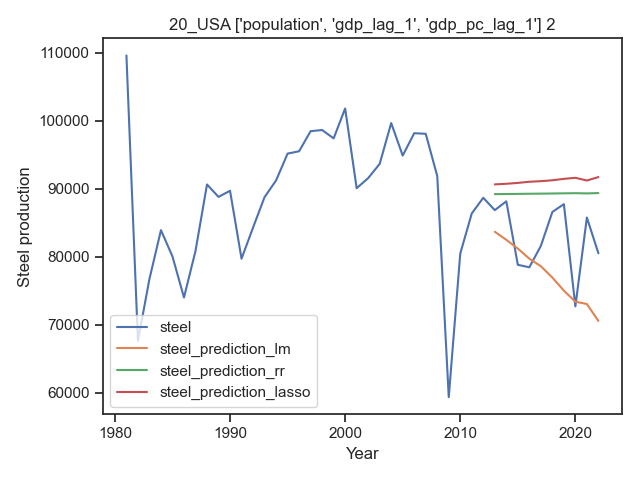 20_USA ['population', 'gdp_lag_1', 'gdp_pc_lag_1'] 2
110000
100000
90000
80000
70000
60000
Steel production
steel
steel_prediction_lm
steel_prediction_rr
steel_prediction_lasso
1980
1990
2000
2010
2020
Year